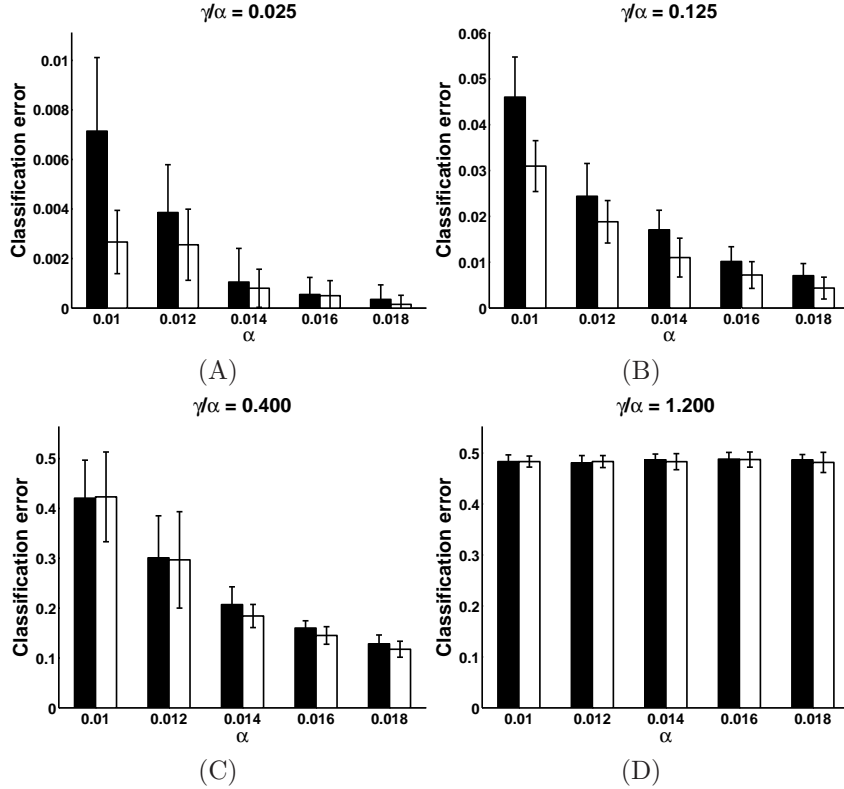 γ/α = 0.025
Classification error
0.01
0.008
0.006
0.004
0.002
0
0.01 0.012 0.014 0.016 0.018
α
(A)
γ/α = 0.125
Classification error
0.06
0.05
0.04
0.03
0.02
0.01
0
0.01 0.012 0.014 0.016 0.018
α
(B)
γ/α = 0.400
Classification error
0.5
0.4
0.3
0.2
0.1
0
0.01 0.012 0.014 0.016 0.018
α
(C)
γ/α = 1.200
Classification error
0.5
0.4
0.3
0.2
0.1
0
0.01 0.012 0.014 0.016 0.018
α
(D)